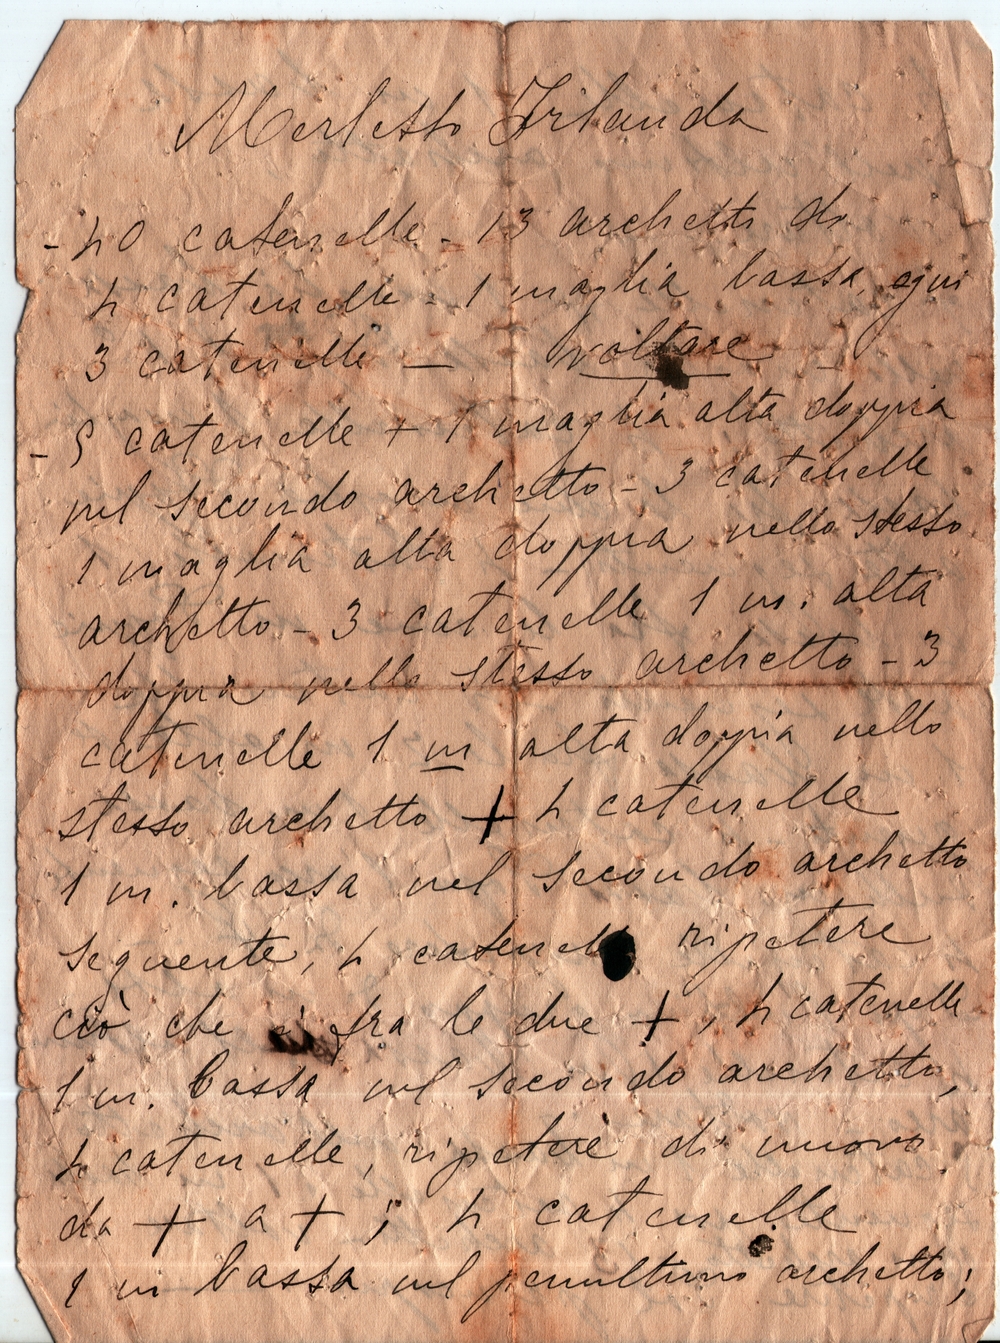 Merletto Irlanda
- 40 catenelle - 13 archetti di
4 catenelle - 1 maglia bassa, ogni
3 catenelle — voltare -
- 5 catenelle + 1 maglia alta doppia
nel secondo archetto - 3 catenelle
1 maglia alta doppia nello stesso
archetto - 3 catenelle 1 m. alta
doppia nello stesso archetto - 3
catenelle 1 m alta doppia nello
stesso archetto + 4 catenelle
1 m. bassa nel secondo archetto
seguente, 4 catenelle ripetere
ciò che è fra le due +, 4 catenelle
1 m. bassa nel secondo archetto,
4 catenelle, ripetere di nuovo
da + a +; 4 catenelle
1 m bassa nel penultimo archetto;